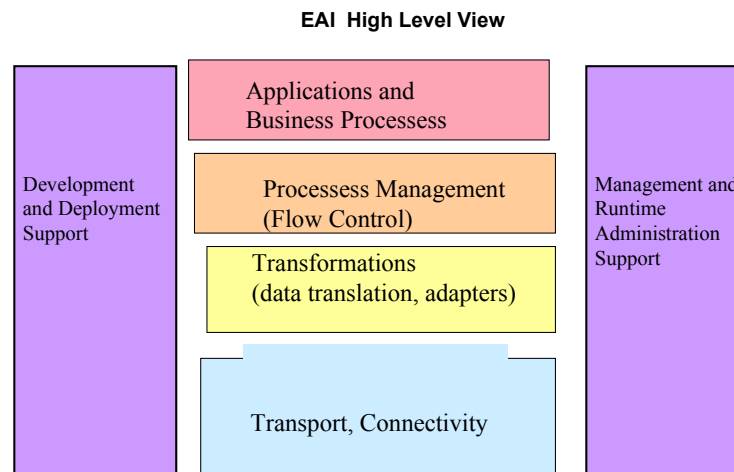 EAI  High Level View
Applications and
Business Processess
Development
and Deployment
Support
Processess Management
(Flow Control)
Management and
Runtime
Administration
Support
Transformations
(data translation, adapters)
Transport, Connectivity